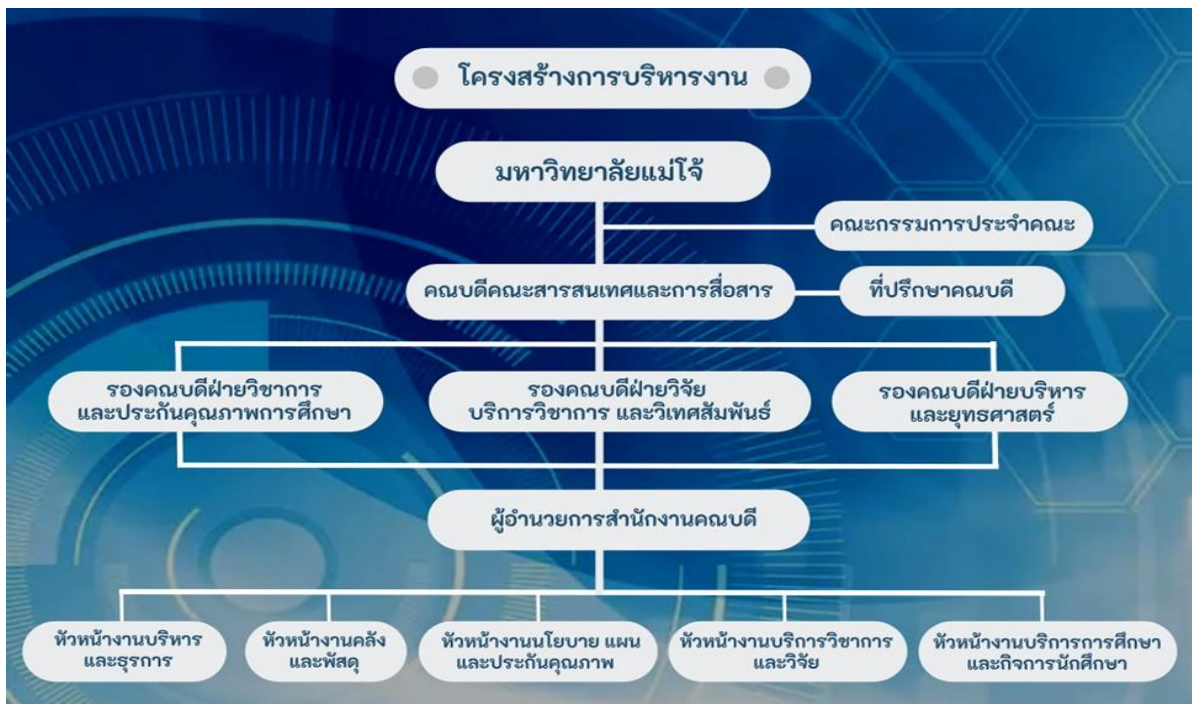 โครงสร้างการบริหารงาน
มหาวิทยาลัยแม่โจ้
คณะกรรมการประจำคณะ
คณบดีคณะสารสนเทศและการสื่อสาร
ที่ปรึกษาคณบดี
รองคณบดีฝ่ายวิชาการ
และประกันคุณภาพการศึกษา
รองคณบดีฝ่ายวิจัย
บริการวิชาการ และวิเทศสัมพันธ์
รองคณบดีฝ่ายบริหาร
และยุทธศาสตร์
ผู้อำนวยการสำนักงานคณบดี
หัวหน้างานบริหาร
และธุรการ
หัวหน้างานคลัง
และพัสดุ
หัวหน้างานนโยบาย แผน
และประกันคุณภาพ
หัวหน้างานบริการวิชาการ
และวิจัย
หัวหน้างานบริการการศึกษา
และกิจการนักศึกษา